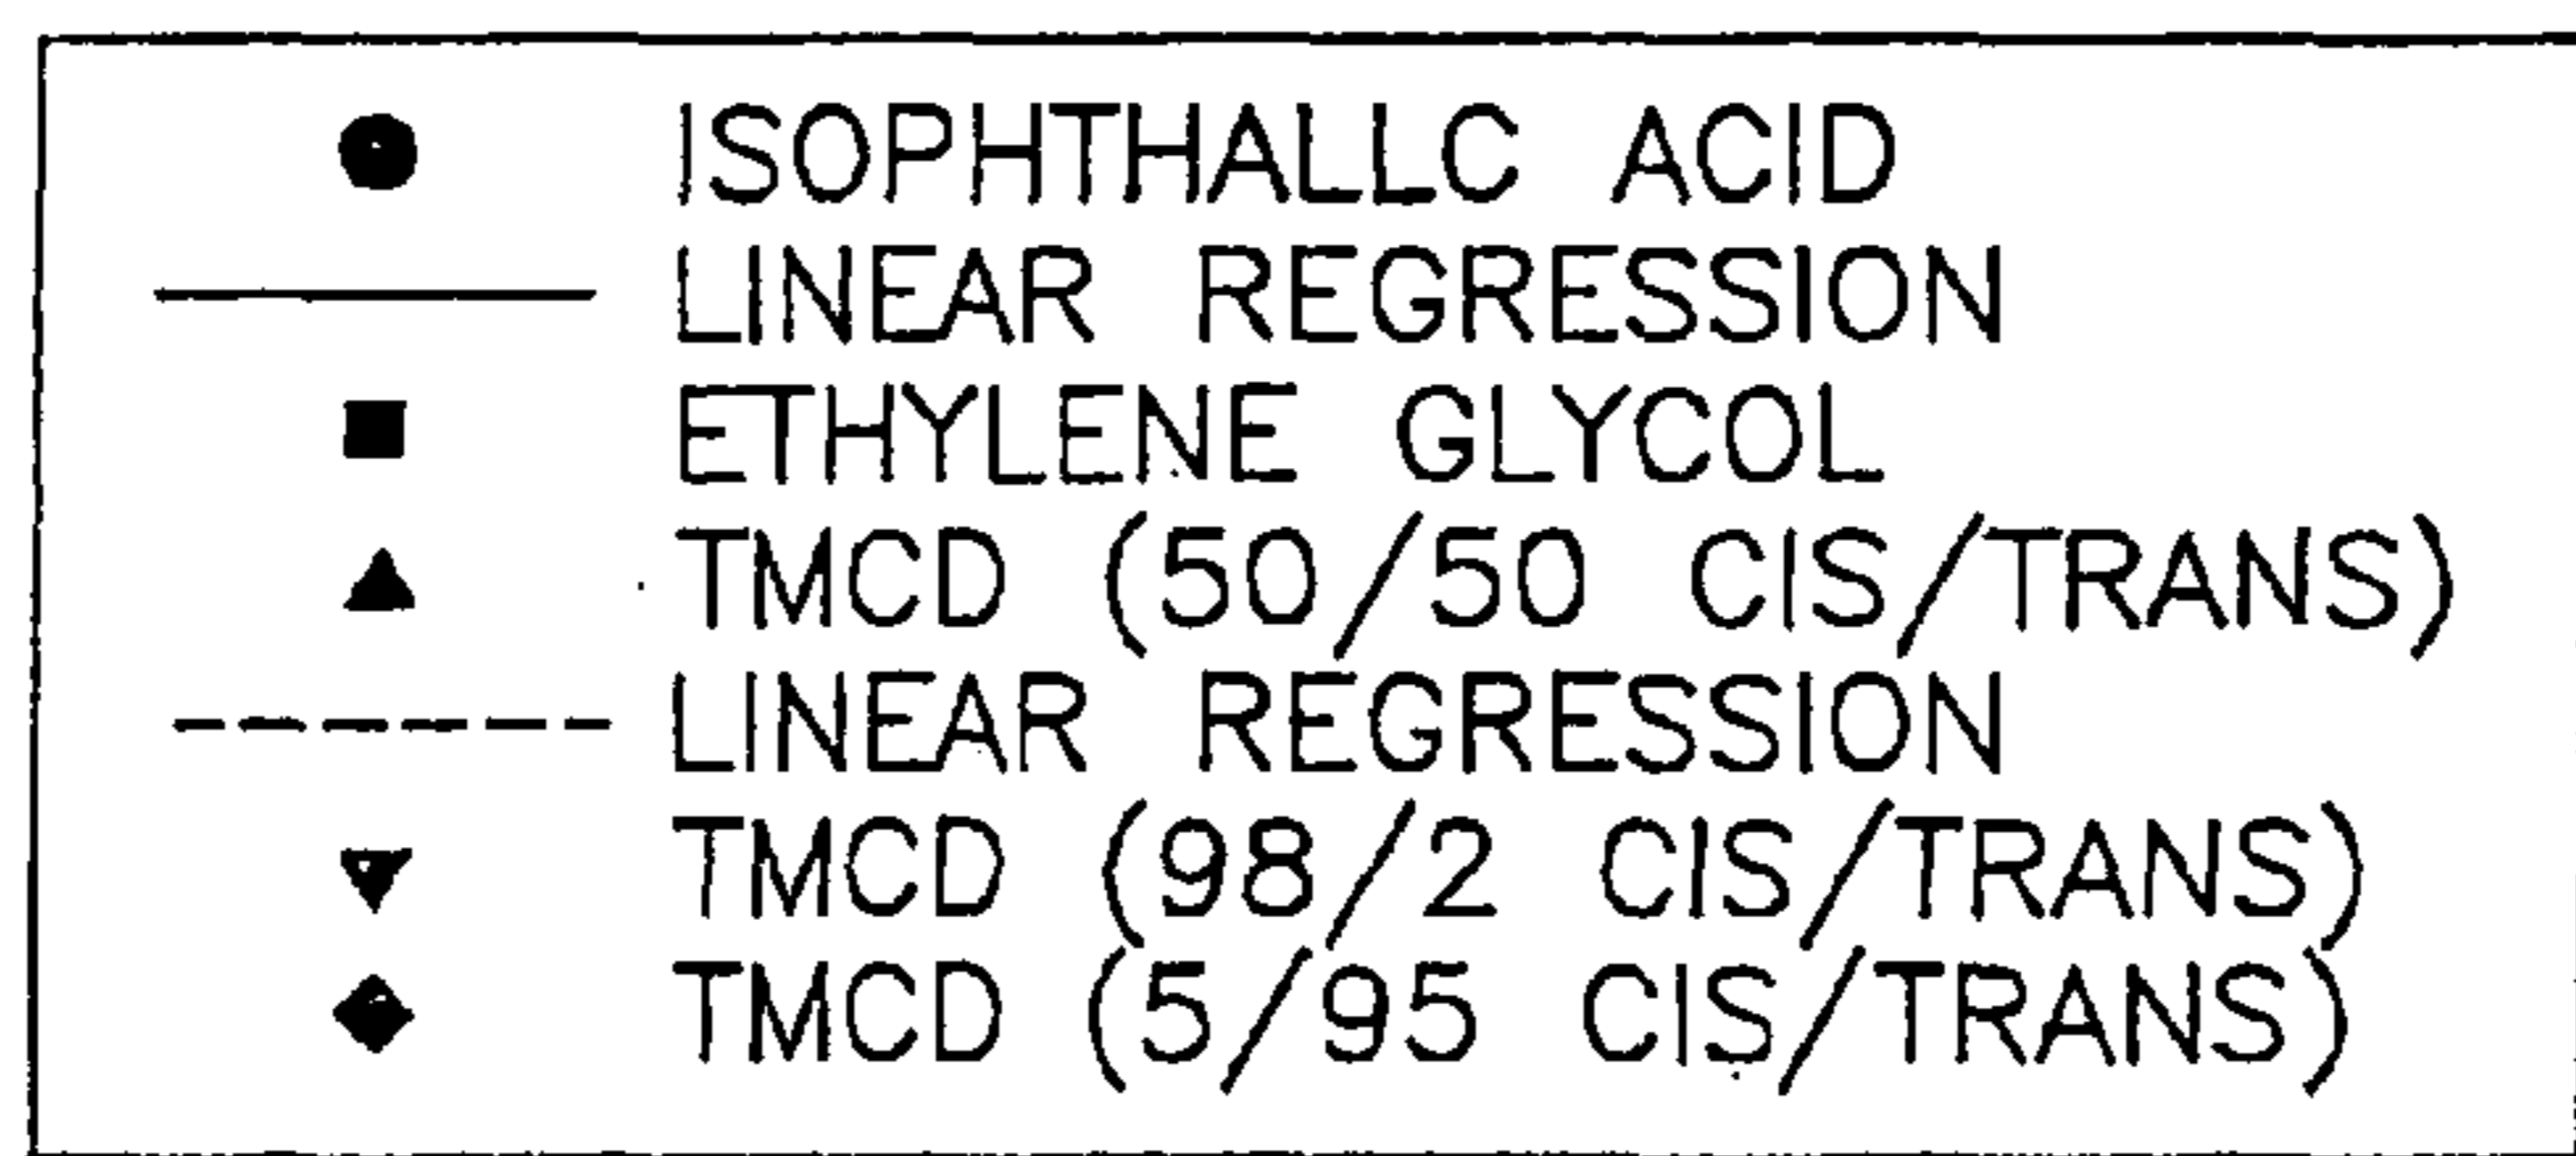 ISOPHTHALLC ACID
LINEAR REGRESSION
ETHYLENE GLYCOL
TMCD (50/50 CIS/TRANS)
LINEAR REGRESSION
TMCD (98/2 CIS/TRANS)
TMCD (5/95 CIS/TRANS)